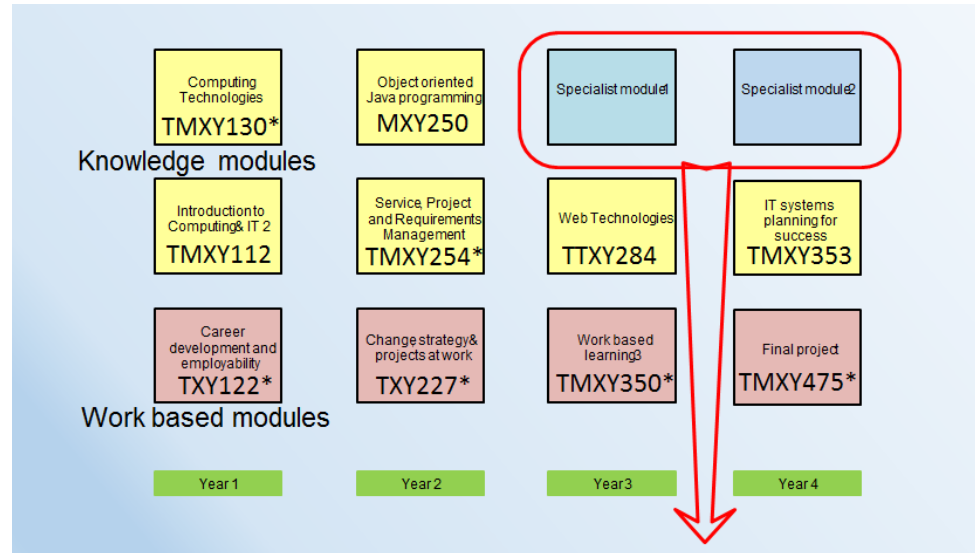 Computing
Technologies
TMXY130*
Object oriented
Java programming
MXY250
Specialist module1
Specialist module2
Knowledge modules
Introduction to
Computing& IT 2
TMXY112
Service, Project
and Requirements
Management
TMXY254*
Web Technologies
TTXY284
IT systems
planning for
success
TMXY353
Career
development and
employability
TXY122*
Change strategy&
projects at work
TXY227*
Work based
learning3
TMXY350*
Final project
TMXY475*
Work based modules
Year 1
Year 2
Year 3
Year 4